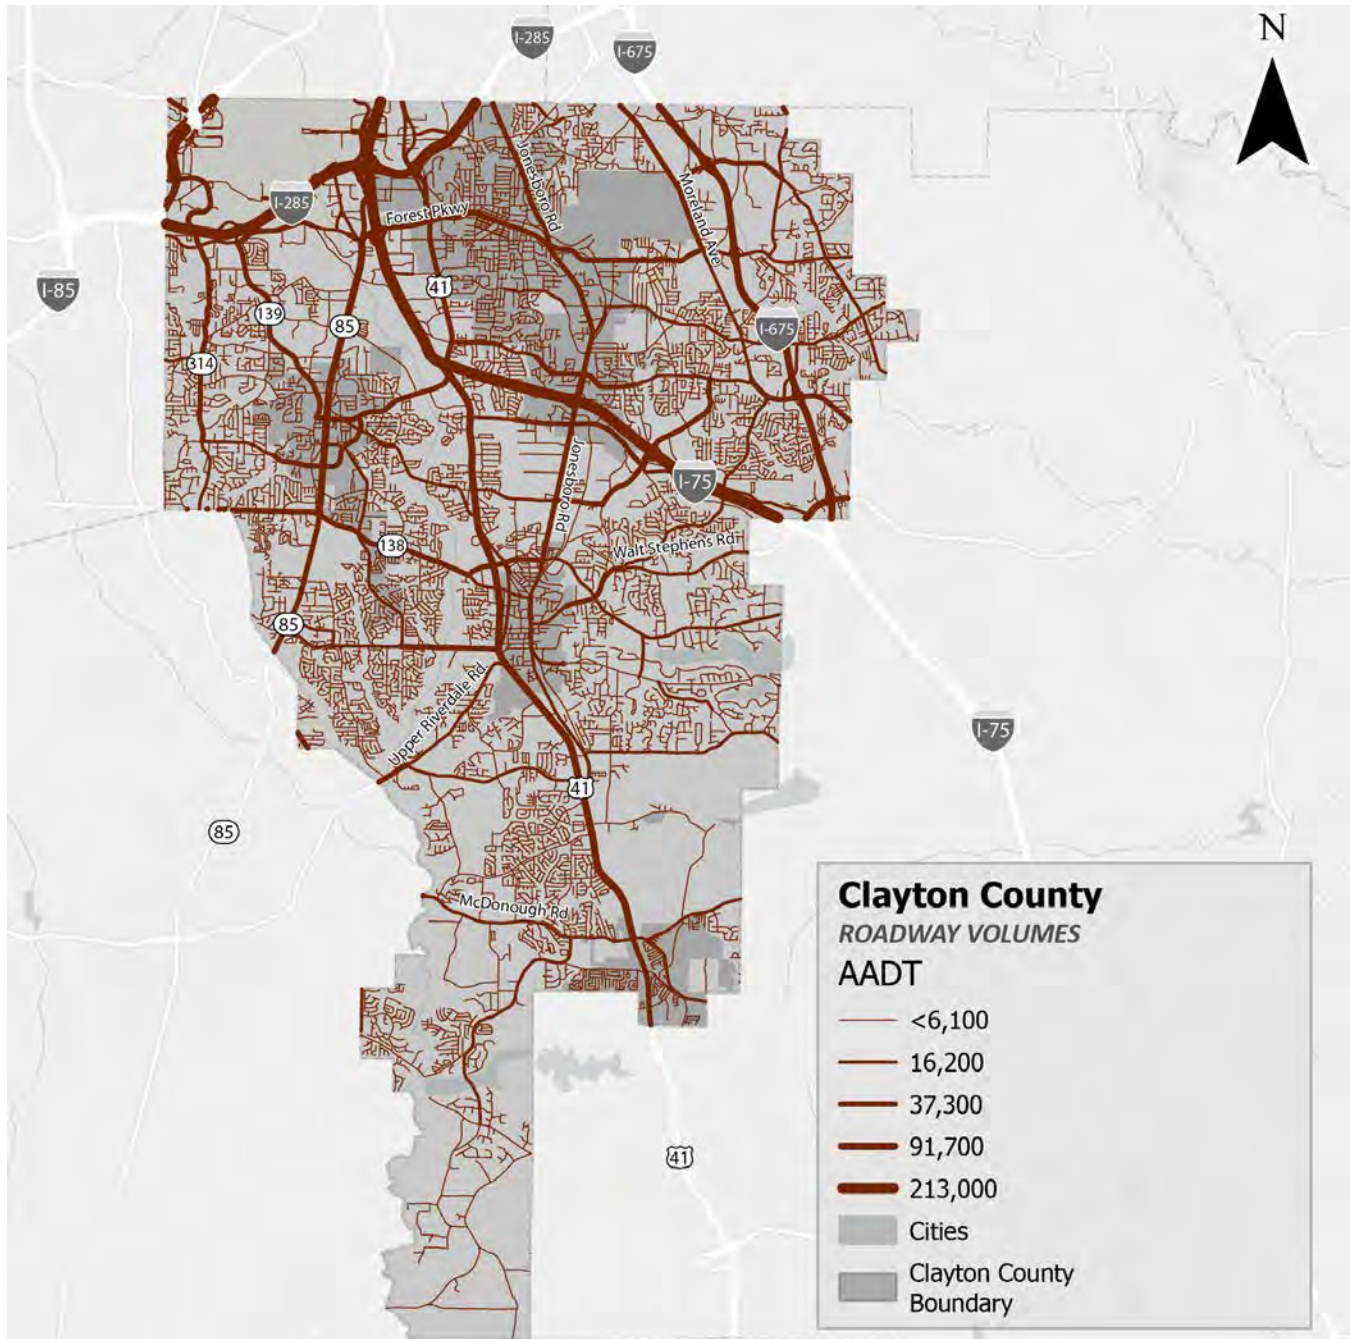 N
I-285
I-675
Jonesboro Rd
Moreland Ave
I-285
Forest Pkwy
I-85
41
139
85
I-675
314
Jonesboro Rd
I-75
138
Walt Stephens Rd
85
Upper Riverdale Rd
I-75
41
85
McDonough Rd
41
Clayton County
ROADWAY VOLUMES
AADT
<6,100
16,200
37,300
91,700
213,000
Cities
Clayton County
Boundary